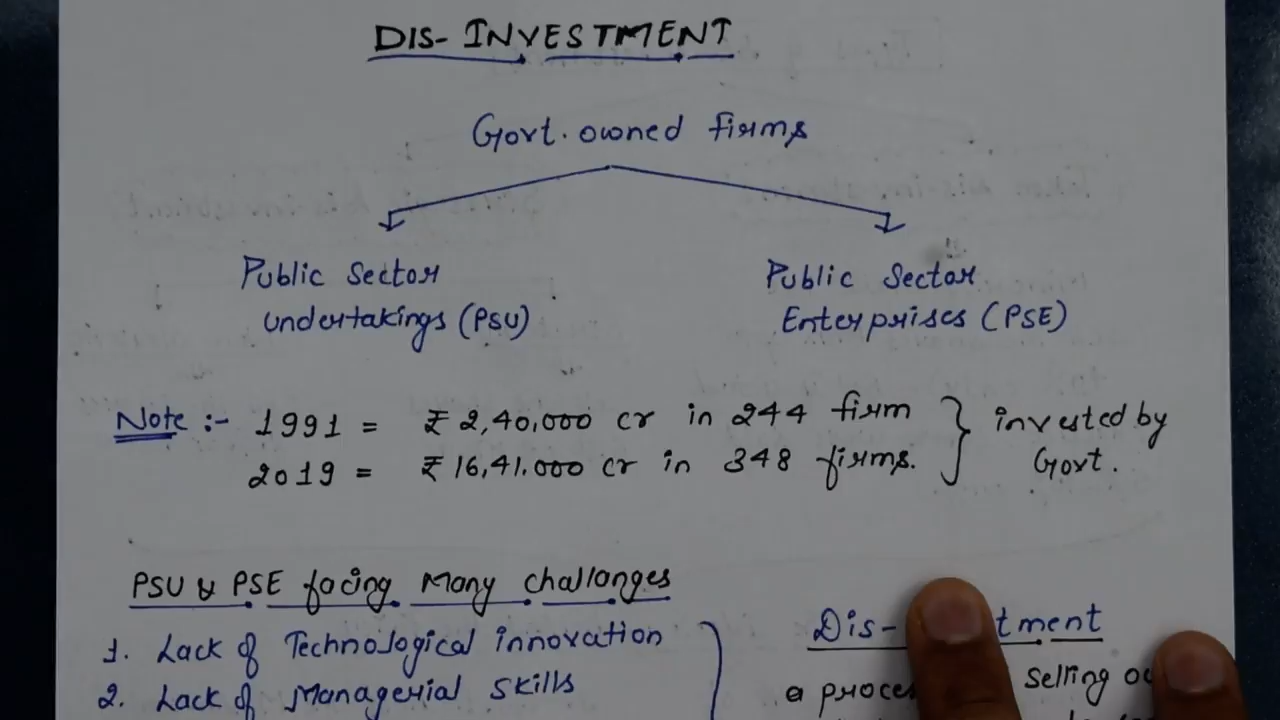 DIS-INVESTMENT
Govt. owned firms
Public Sector
undertakings (PSU)
Public Sector
Enterprises (PSE)
Note :- 1991 = ₹ 2,40,000 cr in 244 firm
2019 = ₹ 16,41.000 cr in 348 firms.
invested by
Govt.
PSU & PSE facing Many challanges
1. Lack of Technological innovation
2. Lack of Managerial skills
Dis- tment
a selling